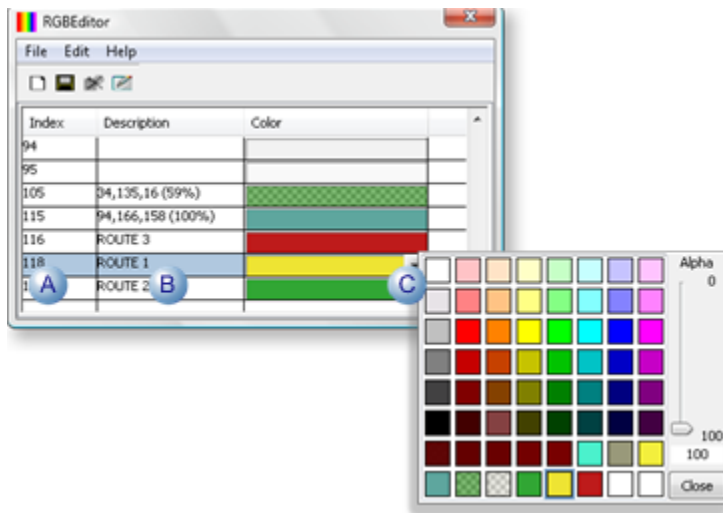 RGBEditor
x
File Edit Help
Index Description Color
94
95
105 34,135,16 (59%)
115 94,166,158 (100%)
116 ROUTE 3
118 ROUTE 1
1 ROUTE 2
A B C
Alpha
0
100
100
Close